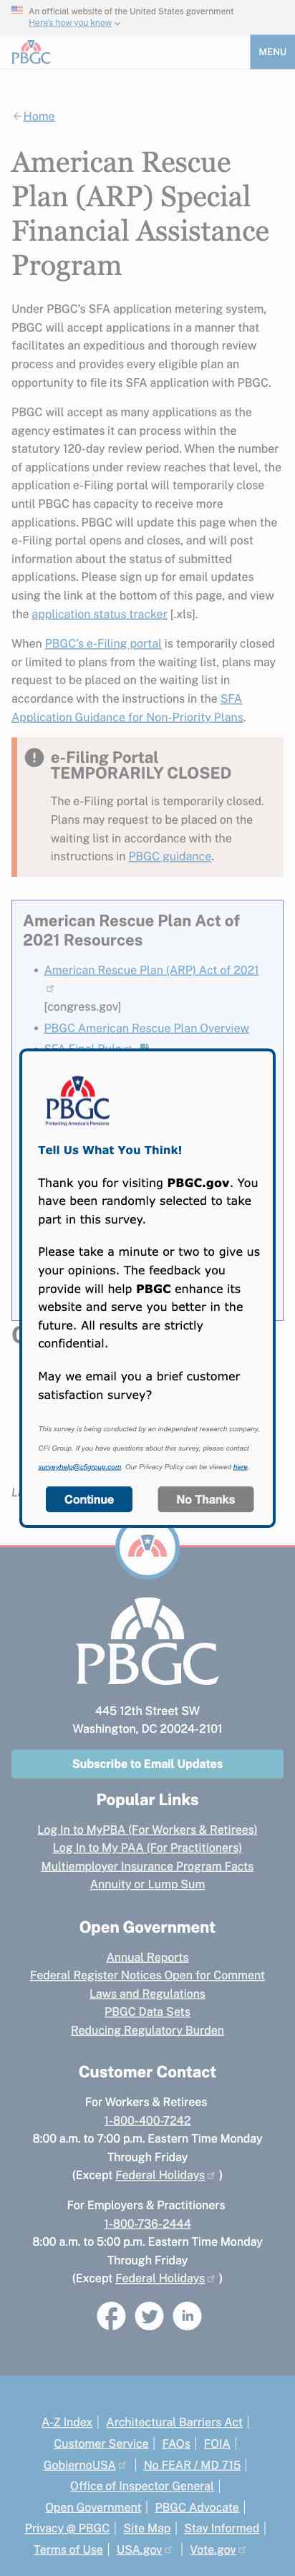 An official website of the United States government
Here's how you know
PBGC
MENU
Home
American Rescue
Plan (ARP) Special
Financial Assistance
Program
Under PBGC's SFA application metering system,
PBGC will accept applications in a manner that
facilitates an expeditious and thorough review
process and provides every eligible plan an
opportunity to file its SFA application with PBGC.
PBGC will accept as many applications as the
agency estimates it can process within the
statutory 120-day review period. When the number
of applications under review reaches that level, the
application e-Filing portal will temporarily close
until PBGC has capacity to receive more
applications. PBGC will update this page when the
e-Filing portal opens and closes, and will post
information about the status of submitted
applications. Please sign up for email updates
using the link at the bottom of this page, and view
the application status tracker [.xls].
When PBGC's e-Filing portal is temporarily closed
or limited to plans from the waiting list, plans may
request to be placed on the waiting list in
accordance with the instructions in the SFA
Application Guidance for Non-Priority Plans.
e-Filing Portal
TEMPORARILY CLOSED
The e-Filing portal is temporarily closed.
Plans may request to be placed on the
waiting list in accordance with the
instructions in PBGC guidance.
American Rescue Plan Act of
2021 Resources
• American Rescue Plan (ARP) Act of 2021
[congress.gov]
• PBGC American Rescue Plan Overview
• SFA Final Rule
PBGC
Protecting America's Pensions
Tell Us What You Think!
Thank you for visiting PBGC.gov. You
have been randomly selected to take
part in this survey.
Please take a minute or two to give us
your opinions. The feedback you
provide will help PBGC enhance its
website and serve you better in the
future. All results are strictly
confidential.
May we email you a brief customer
satisfaction survey?
This survey is being conducted by an independent research company,
CFI Group. If you have questions about this survey, please contact
surveyhelp@cfigroup.com. Our Privacy Policy can be viewed here.
Continue No Thanks
PBGC
445 12th Street SW
Washington, DC 20024-2101
Subscribe to Email Updates
Popular Links
Log In to MyPBA (For Workers & Retirees)
Log In to My PAA (For Practitioners)
Multiemployer Insurance Program Facts
Annuity or Lump Sum
Open Government
Annual Reports
Federal Register Notices Open for Comment
Laws and Regulations
PBGC Data Sets
Reducing Regulatory Burden
Customer Contact
For Workers & Retirees
1-800-400-7242
8:00 a.m. to 7:00 p.m. Eastern Time Monday
Through Friday
(Except Federal Holidays )
For Employers & Practitioners
1-800-736-2444
8:00 a.m. to 5:00 p.m. Eastern Time Monday
Through Friday
(Except Federal Holidays )
A-Z Index | Architectural Barriers Act |
Customer Service | FAQs | FOIA |
GobiernoUSA | No FEAR / MD 715 |
Office of Inspector General |
Open Government | PBGC Advocate |
Privacy @ PBGC | Site Map | Stay Informed |
Terms of Use | USA.gov | Vote.gov